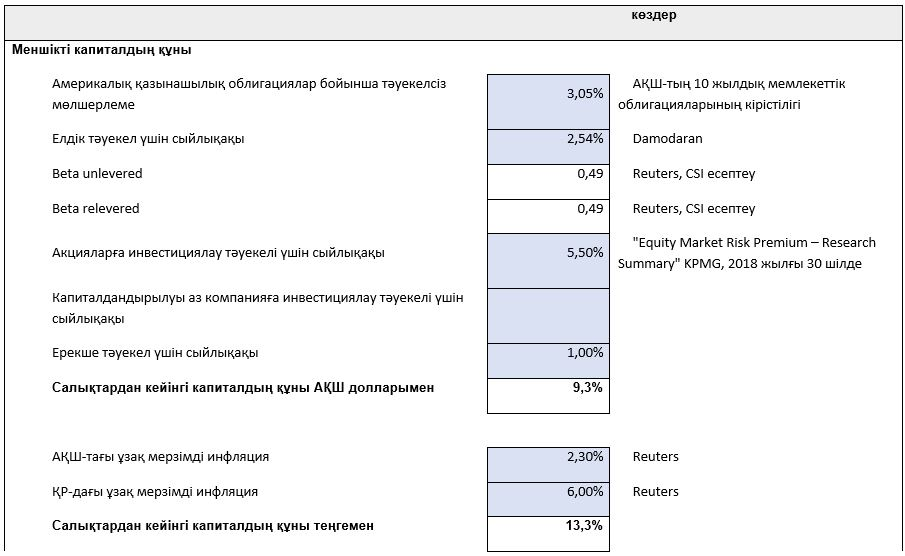 көздер
Меншікті капиталдың құны
Америкалық қазынашылық облигациялар бойынша тәуекелсіз мөлшерлеме 3,05% АҚШ-тың 10 жылдық мемлекеттік облигацияларының кірістілігі
Елдік тәуекел үшін сыйлықақы 2,54% Damodaran
Beta unlevered 0,49 Reuters, CSI есептеу
Beta relevered 0,49 Reuters, CSI есептеу
Акцияларға инвестициялау тәуекелі үшін сыйлықақы 5,50% "Equity Market Risk Premium – Research Summary" KPMG, 2018 жылғы 30 шілде
Капиталдандырылуы аз компанияға инвестициялау тәуекелі үшін сыйлықақы
Ерекше тәуекел үшін сыйлықақы 1,00%
Салықтардан кейінгі капиталдың құны АҚШ долларымен 9,3%
АҚШ-тағы ұзақ мерзімді инфляция 2,30% Reuters
ҚР-дағы ұзақ мерзімді инфляция 6,00% Reuters
Салықтардан кейінгі капиталдың құны теңгемен 13,3%